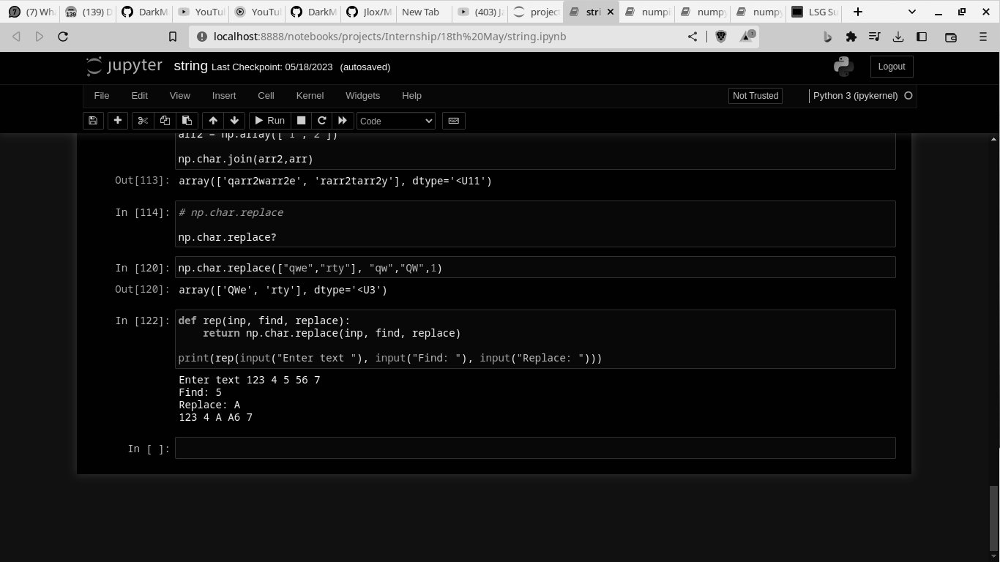 (7) Wha
(139) D
DarkM
YouTu
YouTu
DarkM
Jlox/M
New Tab
(403) Ja
projec
stri
numpi
numpy
numpy
LSG Su
localhost:8888/notebooks/projects/Internship/18th%20May/string.ipynb
1
jupyter string Last Checkpoint: 05/18/2023 (autosaved)
Logout
File Edit View Insert Cell Kernel Widgets Help
Not Trusted
Python 3 (ipykernel)
Run
Code
arr2 = np.array(['1','2'])
np.char.join(arr2,arr)
Out[113]: array(['qarr2warr2e', 'rarr2tarr2y'], dtype='<U11')
In [114]: # np.char.replace
np.char.replace?
In [120]: np.char.replace(["qwe","rty"], "qw","QW",1)
Out[120]: array(['QWe', 'rty'], dtype='<U3')
In [122]: def rep(inp, find, replace):
return np.char.replace(inp, find, replace)
print(rep(input("Enter text "), input("Find: "), input("Replace: ")))
Enter text 123 4 5 56 7
Find: 5
Replace: A
123 4 A A6 7
In [ ]: